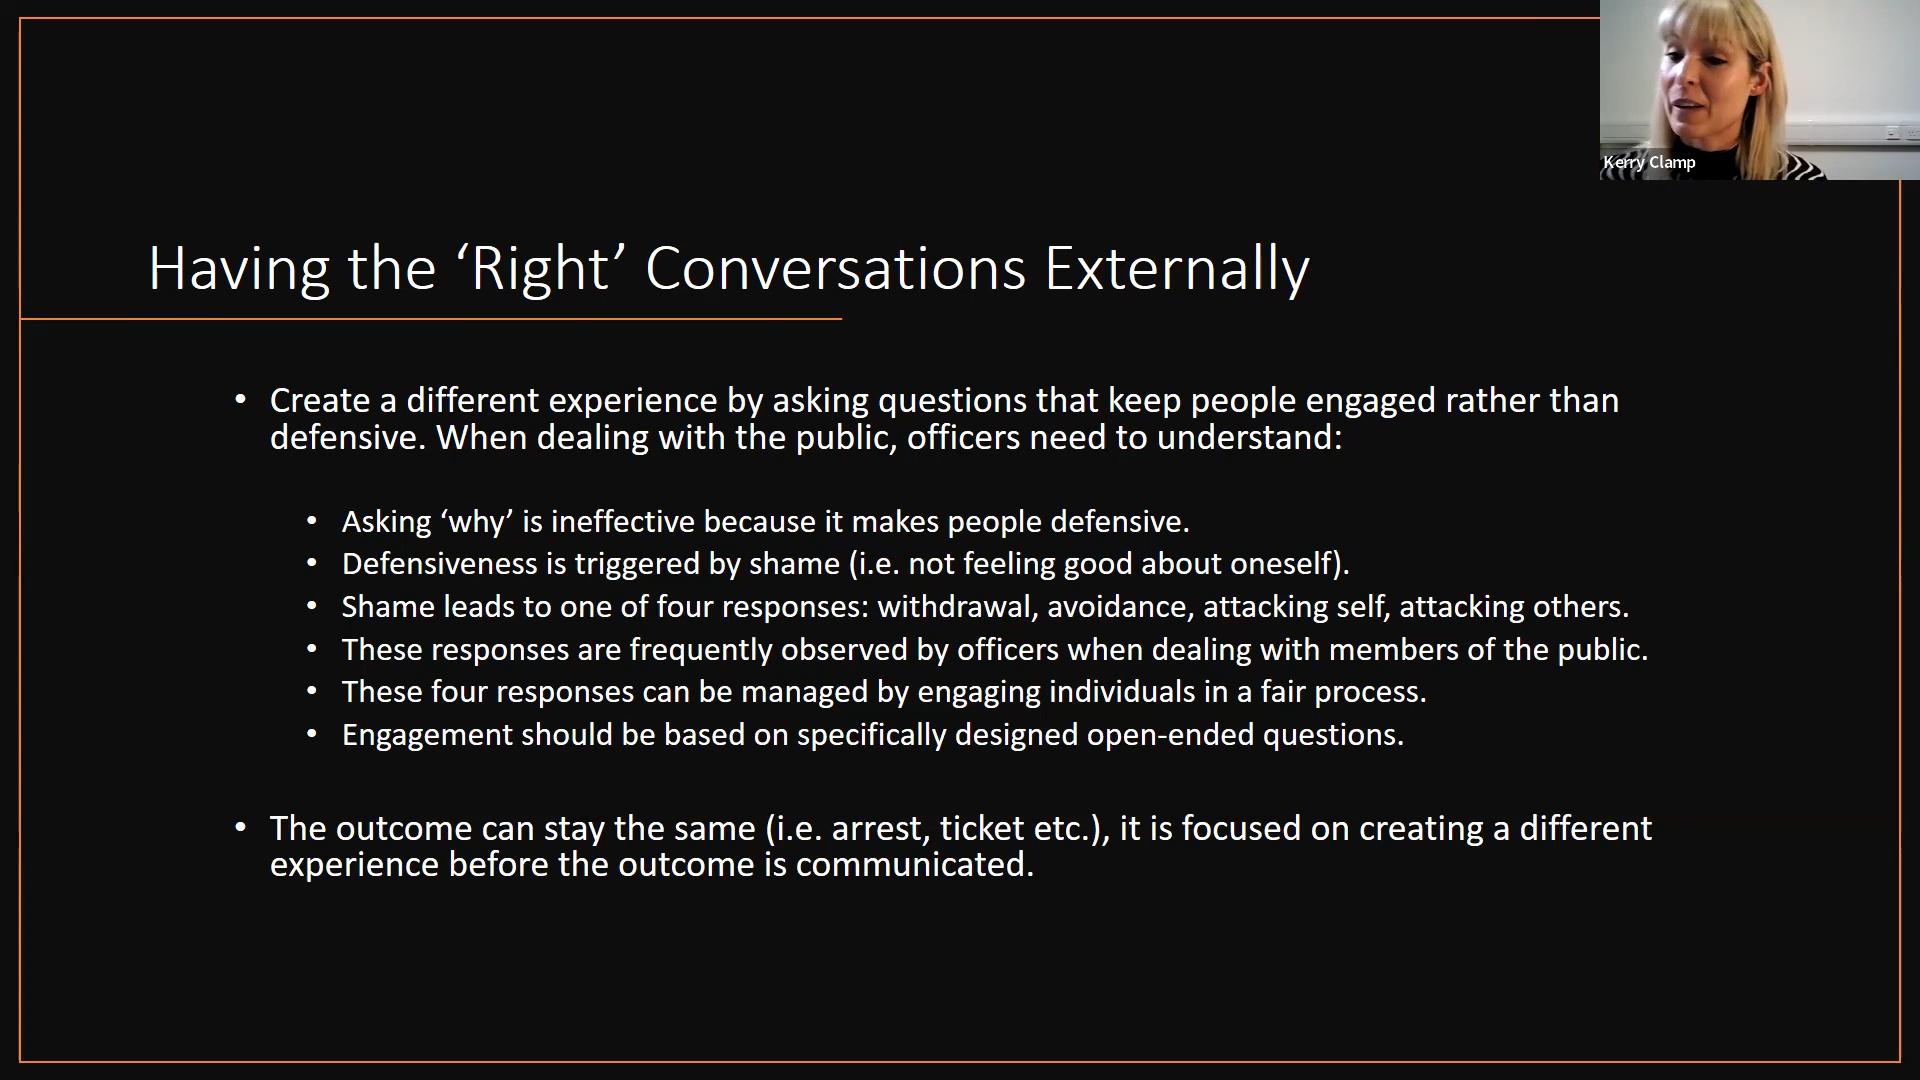 Kerry Clamp
Having the ‘Right’ Conversations Externally
• Create a different experience by asking questions that keep people engaged rather than
defensive. When dealing with the public, officers need to understand:
• Asking ‘why’ is ineffective because it makes people defensive.
• Defensiveness is triggered by shame (i.e. not feeling good about oneself).
• Shame leads to one of four responses: withdrawal, avoidance, attacking self, attacking others.
• These responses are frequently observed by officers when dealing with members of the public.
• These four responses can be managed by engaging individuals in a fair process.
• Engagement should be based on specifically designed open-ended questions.
• The outcome can stay the same (i.e. arrest, ticket etc.), it is focused on creating a different
experience before the outcome is communicated.